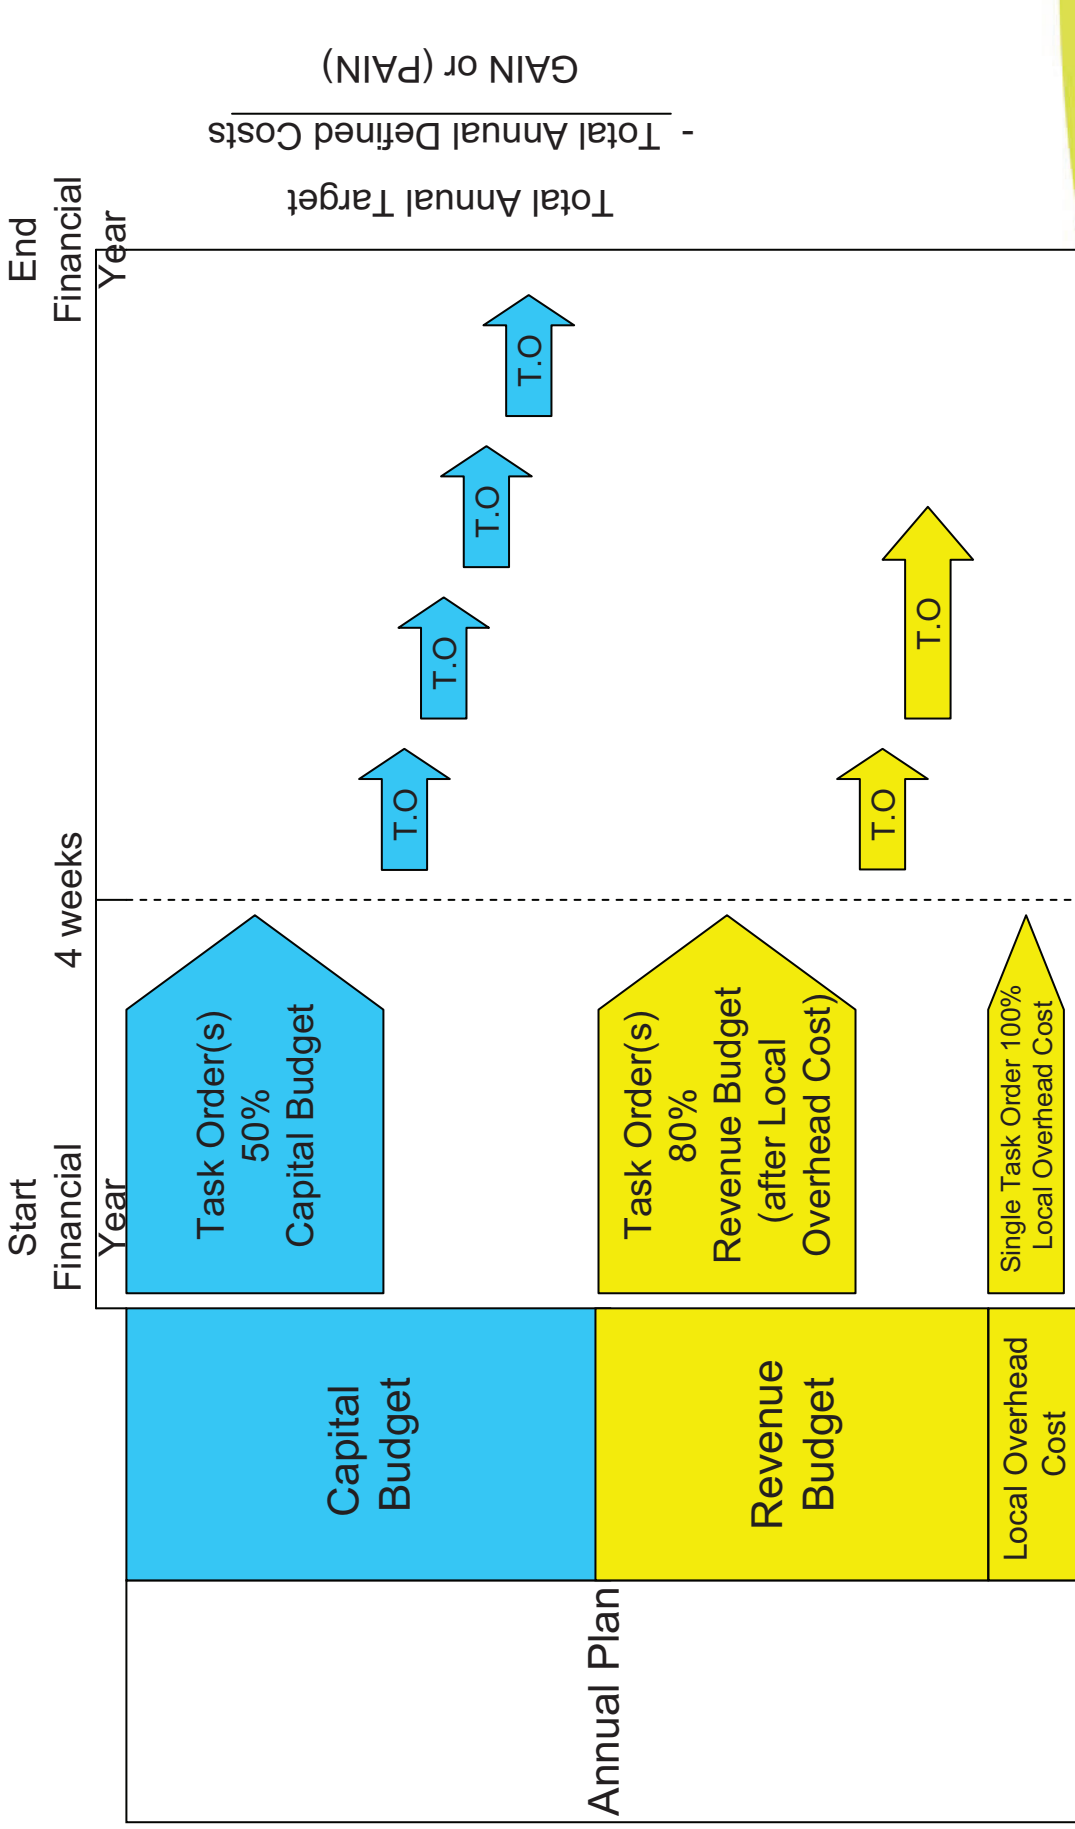 Start
Financial
Year
4 weeks
End
Financial
Year
Annual Plan
Capital
Budget
Task Order(s)
50%
Capital Budget
T.O
T.O
T.O
T.O
Revenue
Budget
Task Order(s)
80%
Revenue Budget
(after Local
Overhead Cost)
T.O
T.O
Local Overhead
Cost
Single Task Order 100%
Local Overhead Cost
Total Annual Target
- Total Annual Defined Costs
GAIN or (PAIN)